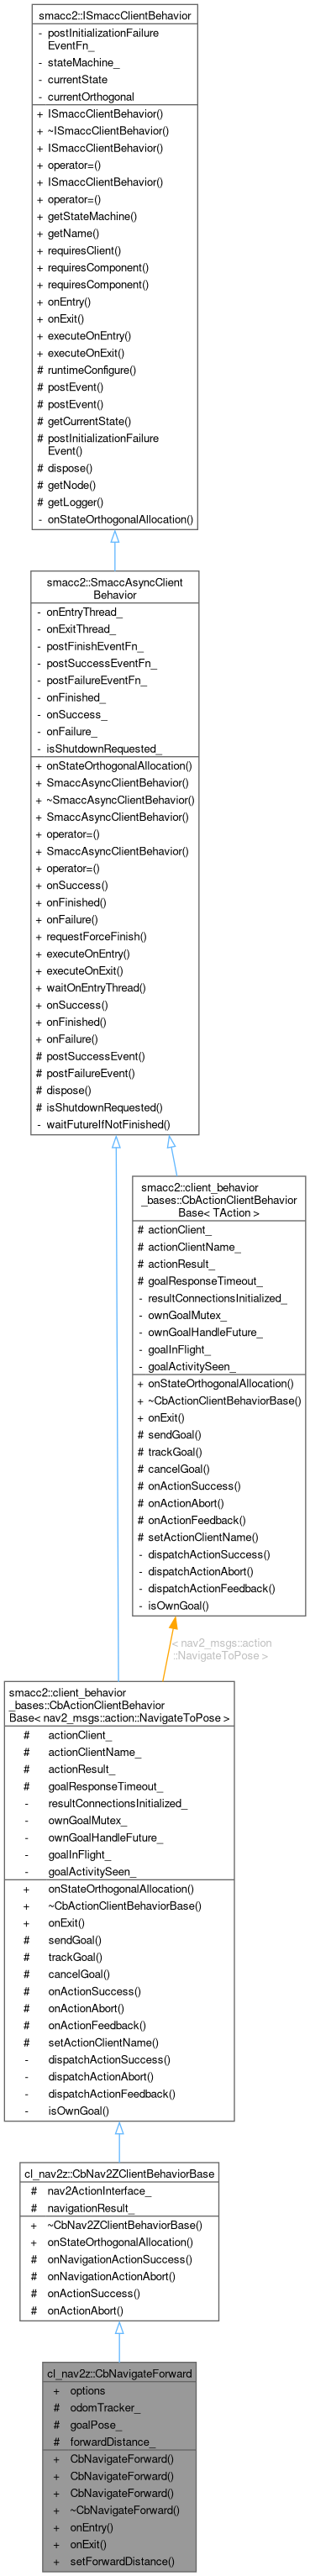 smacc2::ISmaccClientBehavior
- postInitializationFailure
EventFn_
- stateMachine_
- currentState
- currentOrthogonal
+ ISmaccClientBehavior()
+ ~ISmaccClientBehavior()
+ ISmaccClientBehavior()
+ operator=()
+ ISmaccClientBehavior()
+ operator=()
+ getStateMachine()
+ getName()
+ requiresClient()
+ requiresComponent()
+ requiresComponent()
+ onEntry()
+ onExit()
+ executeOnEntry()
+ executeOnExit()
# runtimeConfigure()
# postEvent()
# postEvent()
# getCurrentState()
# postInitializationFailure
Event()
# dispose()
# getNode()
# getLogger()
- onStateOrthogonalAllocation()
smacc2::SmaccAsyncClient
Behavior
- onEntryThread_
- onExitThread_
- postFinishEventFn_
- postSuccessEventFn_
- postFailureEventFn_
- onFinished_
- onSuccess_
- onFailure_
- isShutdownRequested_
+ onStateOrthogonalAllocation()
+ SmaccAsyncClientBehavior()
+ ~SmaccAsyncClientBehavior()
+ SmaccAsyncClientBehavior()
+ operator=()
+ SmaccAsyncClientBehavior()
+ operator=()
+ onSuccess()
+ onFinished()
+ onFailure()
+ requestForceFinish()
+ executeOnEntry()
+ executeOnExit()
+ waitOnEntryThread()
+ onSuccess()
+ onFinished()
+ onFailure()
# postSuccessEvent()
# postFailureEvent()
# dispose()
# isShutdownRequested()
- waitFutureIfNotFinished()
smacc2::client_behavior
_bases::CbActionClientBehavior
Base< TAction >
# actionClient_
# actionClientName_
# actionResult_
# goalResponseTimeout_
- resultConnectionsInitialized_
- ownGoalMutex_
- ownGoalHandleFuture_
- goalInFlight_
- goalActivitySeen_
+ onStateOrthogonalAllocation()
+ ~CbActionClientBehaviorBase()
+ onExit()
# sendGoal()
# trackGoal()
# cancelGoal()
# onActionSuccess()
# onActionAbort()
# onActionFeedback()
# setActionClientName()
- dispatchActionSuccess()
- dispatchActionAbort()
- dispatchActionFeedback()
- isOwnGoal()
< nav2_msgs::action
::NavigateToPose >
smacc2::client_behavior
_bases::CbActionClientBehavior
Base< nav2_msgs::action::NavigateToPose >
# actionClient_
# actionClientName_
# actionResult_
# goalResponseTimeout_
- resultConnectionsInitialized_
- ownGoalMutex_
- ownGoalHandleFuture_
- goalInFlight_
- goalActivitySeen_
+ onStateOrthogonalAllocation()
+ ~CbActionClientBehaviorBase()
+ onExit()
# sendGoal()
# trackGoal()
# cancelGoal()
# onActionSuccess()
# onActionAbort()
# onActionFeedback()
# setActionClientName()
- dispatchActionSuccess()
- dispatchActionAbort()
- dispatchActionFeedback()
- isOwnGoal()
cl_nav2z::CbNav2ZClientBehaviorBase
# nav2ActionInterface_
# navigationResult_
+ ~CbNav2ZClientBehaviorBase()
+ onStateOrthogonalAllocation()
# onNavigationActionSuccess()
# onNavigationActionAbort()
# onActionSuccess()
# onActionAbort()
cl_nav2z::CbNavigateForward
+ options
# odomTracker_
# goalPose_
# forwardDistance_
+ CbNavigateForward()
+ CbNavigateForward()
+ CbNavigateForward()
+ ~CbNavigateForward()
+ onEntry()
+ onExit()
+ setForwardDistance()